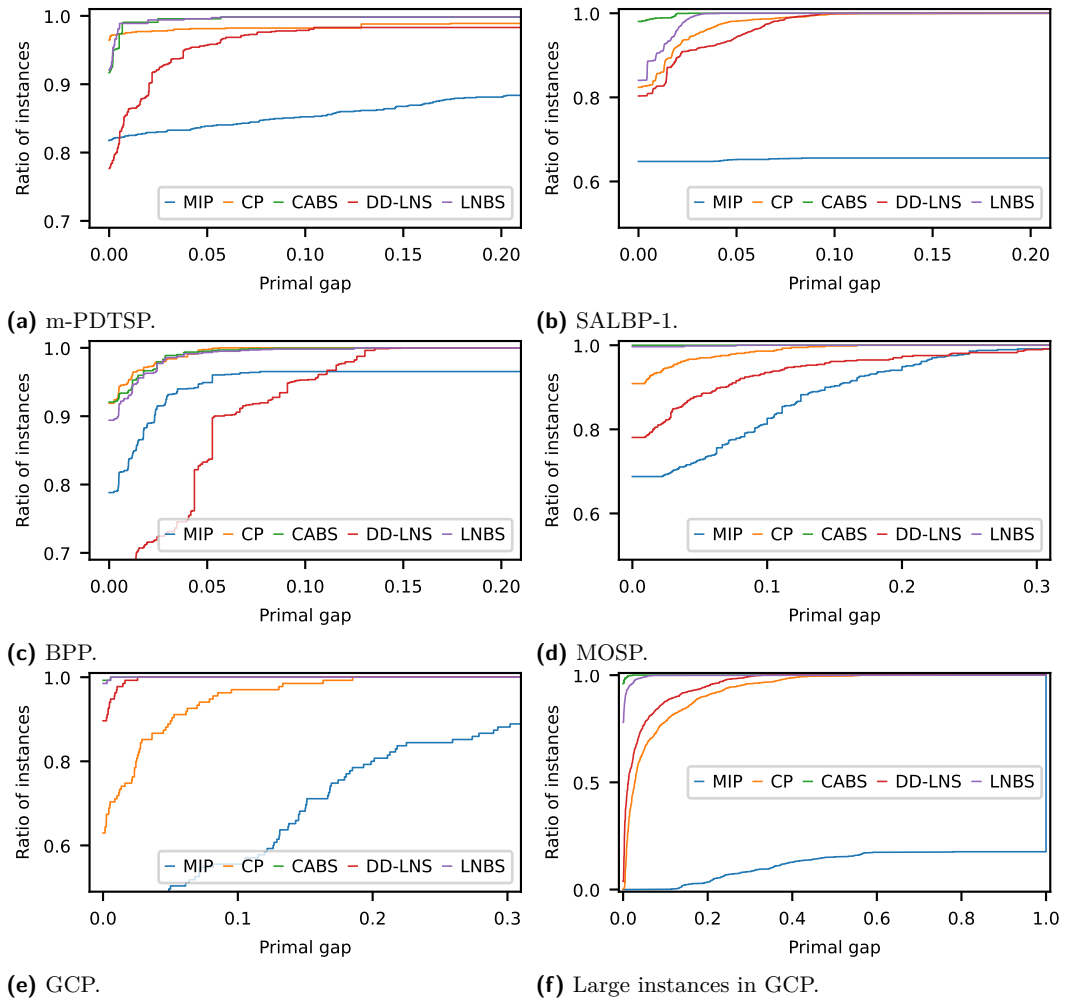 1.0
0.9
0.8
0.7
Ratio of instances
MIP CP CABS DD-LNS LNBS
0.00 0.05 0.10 0.15 0.20
Primal gap
(a) m-PDTSP.
1.0
0.8
0.6
Ratio of instances
MIP CP CABS DD-LNS LNBS
0.00 0.05 0.10 0.15 0.20
Primal gap
(b) SALBP-1.
1.0
0.9
0.8
0.7
Ratio of instances
MIP CP CABS DD-LNS LNBS
0.00 0.05 0.10 0.15 0.20
Primal gap
(c) BPP.
1.0
0.8
0.6
Ratio of instances
MIP CP CABS DD-LNS LNBS
0.0 0.1 0.2 0.3
Primal gap
(d) MOSP.
1.0
0.8
0.6
Ratio of instances
MIP CP CABS DD-LNS LNBS
0.0 0.1 0.2 0.3
Primal gap
(e) GCP.
1.0
0.5
0.0
Ratio of instances
MIP CP CABS DD-LNS LNBS
0.0 0.2 0.4 0.6 0.8 1.0
Primal gap
(f) Large instances in GCP.